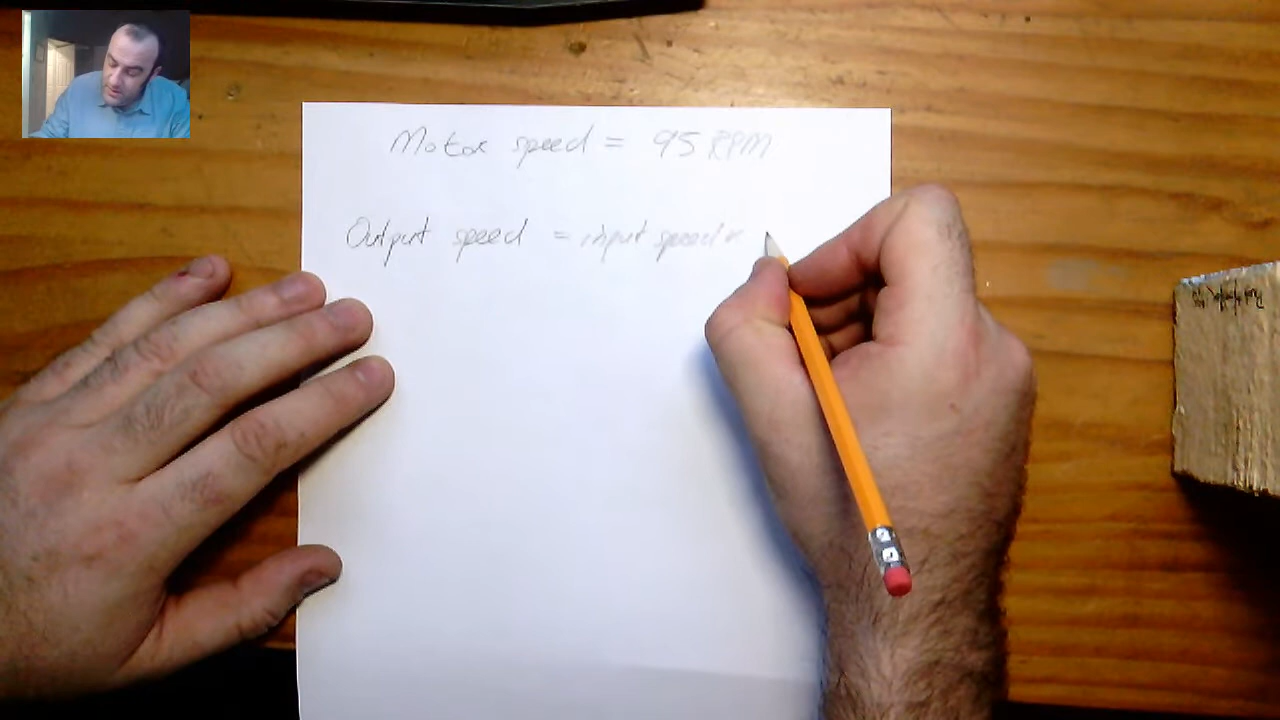 Motor speed = 95 RPM
Output speed = input speed x